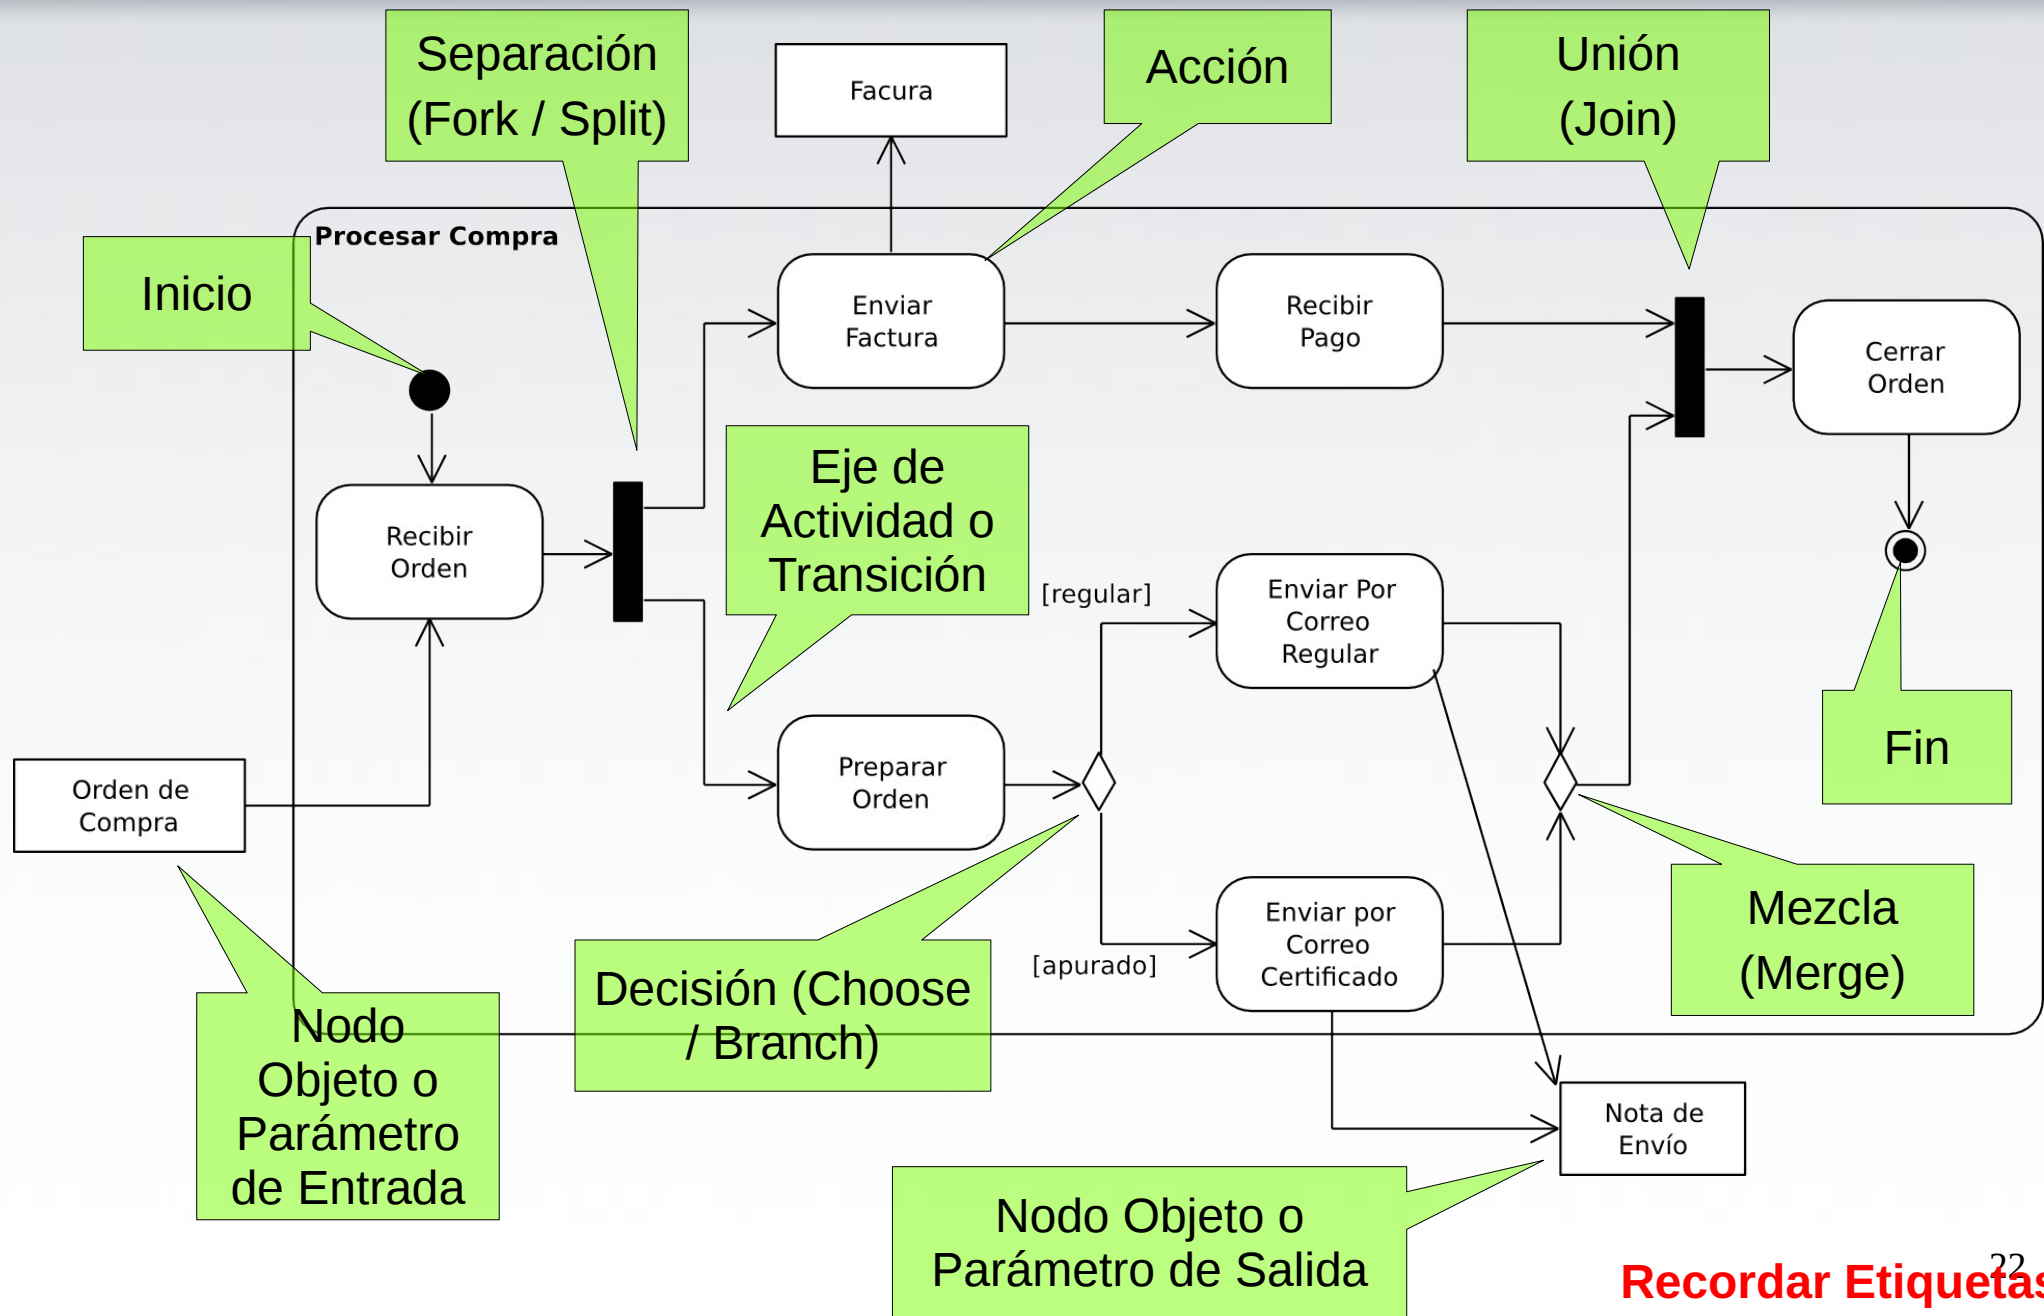 Separación
(Fork / Split)
Facura
Acción
Unión
(Join)
Procesar Compra
Inicio
Enviar
Factura
Recibir
Pago
Cerrar
Orden
Eje de
Actividad o
Transición
Recibir
Orden
[regular]
Enviar Por
Correo
Regular
Fin
Preparar
Orden
Orden de
Compra
Mezcla
(Merge)
Enviar por
Correo
Certificado
[apurado]
Decisión (Choose
/ Branch)
Nodo
Objeto o
Parámetro
de Entrada
Nota de
Envío
Nodo Objeto o
Parámetro de Salida
22
Recordar Etiquetas